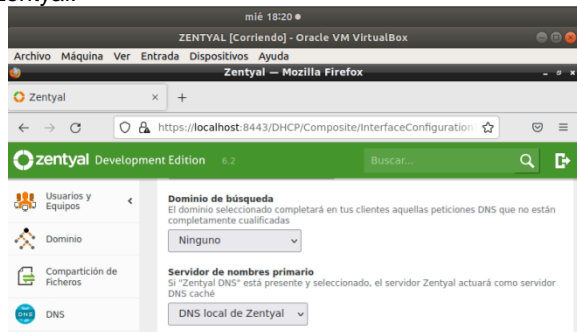 Zentyal.
mié 18:20
ZENTYAL [Corriendo] - Oracle VM VirtualBox
Archivo Máquina Ver Entrada Dispositivos Ayuda
Zentyal — Mozilla Firefox
Zentyal
https://localhost:8443/DHCP/Composite/InterfaceConfiguration
zentyal Development Edition 6.2 Buscar...
Usuarios y
Equipos
Dominio
Compartición de
Ficheros
DNS
Dominio de búsqueda
El dominio seleccionado completará en tus clientes aquellas peticiones DNS que no están
completamente cualificadas
Ninguno
Servidor de nombres primario
Si "Zentyal DNS" está presente y seleccionado, el servidor Zentyal actuará como servidor
DNS caché
DNS local de Zentyal